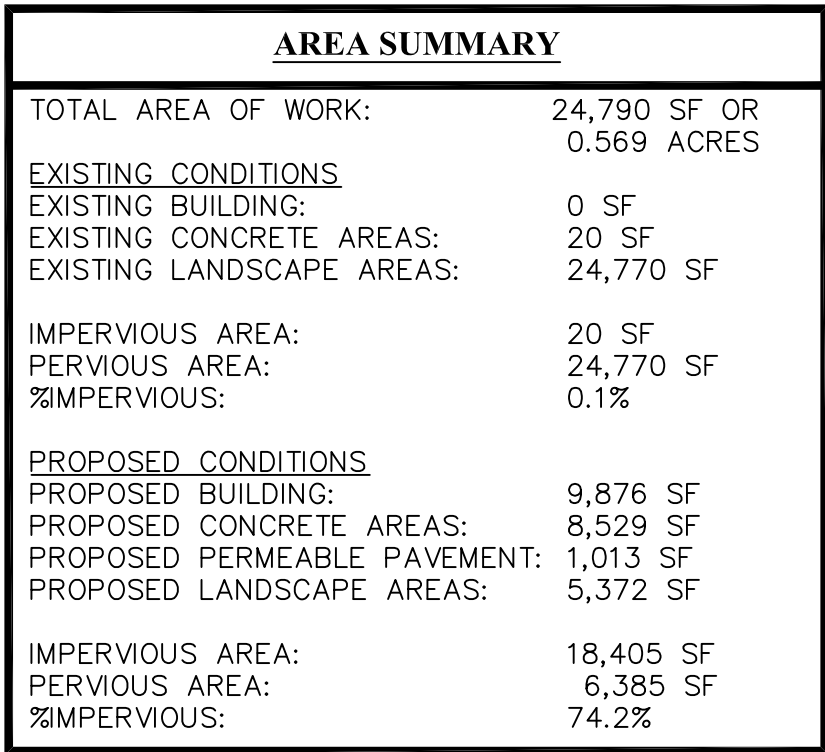 AREA SUMMARY
TOTAL AREA OF WORK: 24,790 SF OR
0.569 ACRES
EXISTING CONDITIONS
EXISTING BUILDING: 0 SF
EXISTING CONCRETE AREAS: 20 SF
EXISTING LANDSCAPE AREAS: 24,770 SF
IMPERVIOUS AREA: 20 SF
PERVIOUS AREA: 24,770 SF
%IMPERVIOUS: 0.1%
PROPOSED CONDITIONS
PROPOSED BUILDING: 9,876 SF
PROPOSED CONCRETE AREAS: 8,529 SF
PROPOSED PERMEABLE PAVEMENT: 1,013 SF
PROPOSED LANDSCAPE AREAS: 5,372 SF
IMPERVIOUS AREA: 18,405 SF
PERVIOUS AREA: 6,385 SF
%IMPERVIOUS: 74.2%